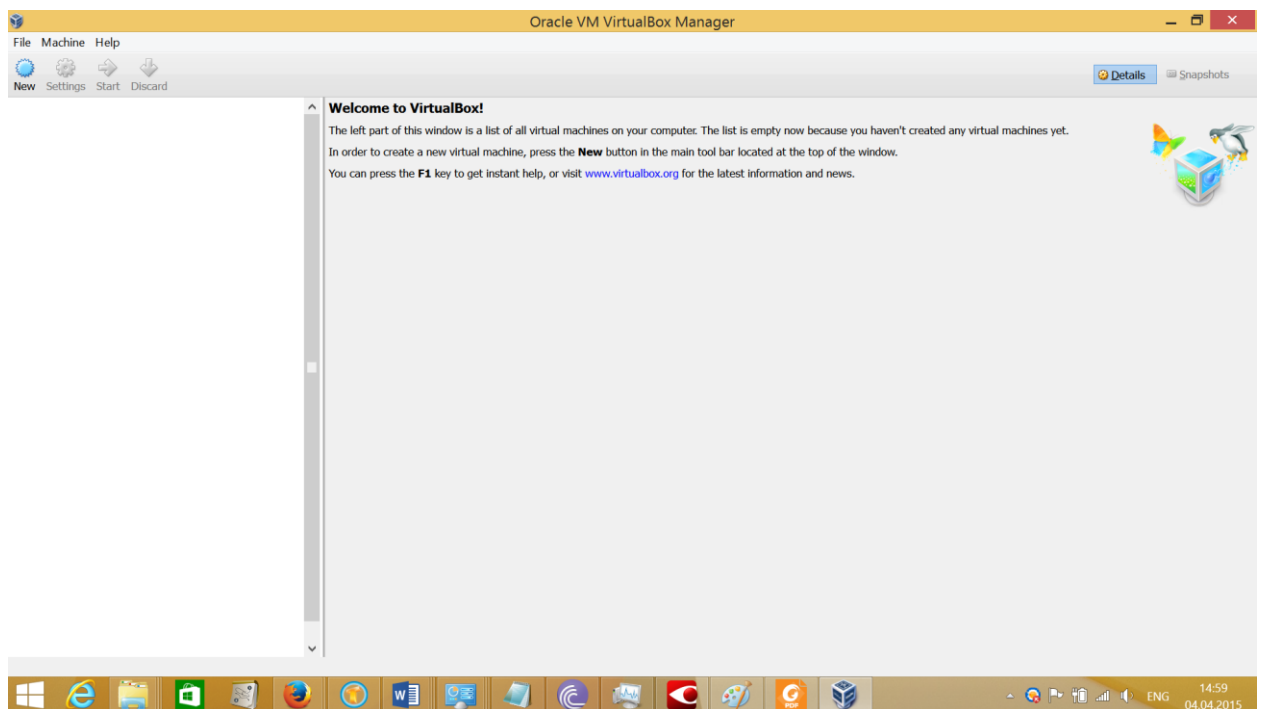 Oracle VM VirtualBox Manager
File Machine Help
New Settings Start Discard
Details Snapshots
Welcome to VirtualBox!
The left part of this window is a list of all virtual machines on your computer. The list is empty now because you haven't created any virtual machines yet.
In order to create a new virtual machine, press the New button in the main tool bar located at the top of the window.
You can press the F1 key to get instant help, or visit www.virtualbox.org for the latest information and news.
W
PDF
ENG
14:59
04.04.2015